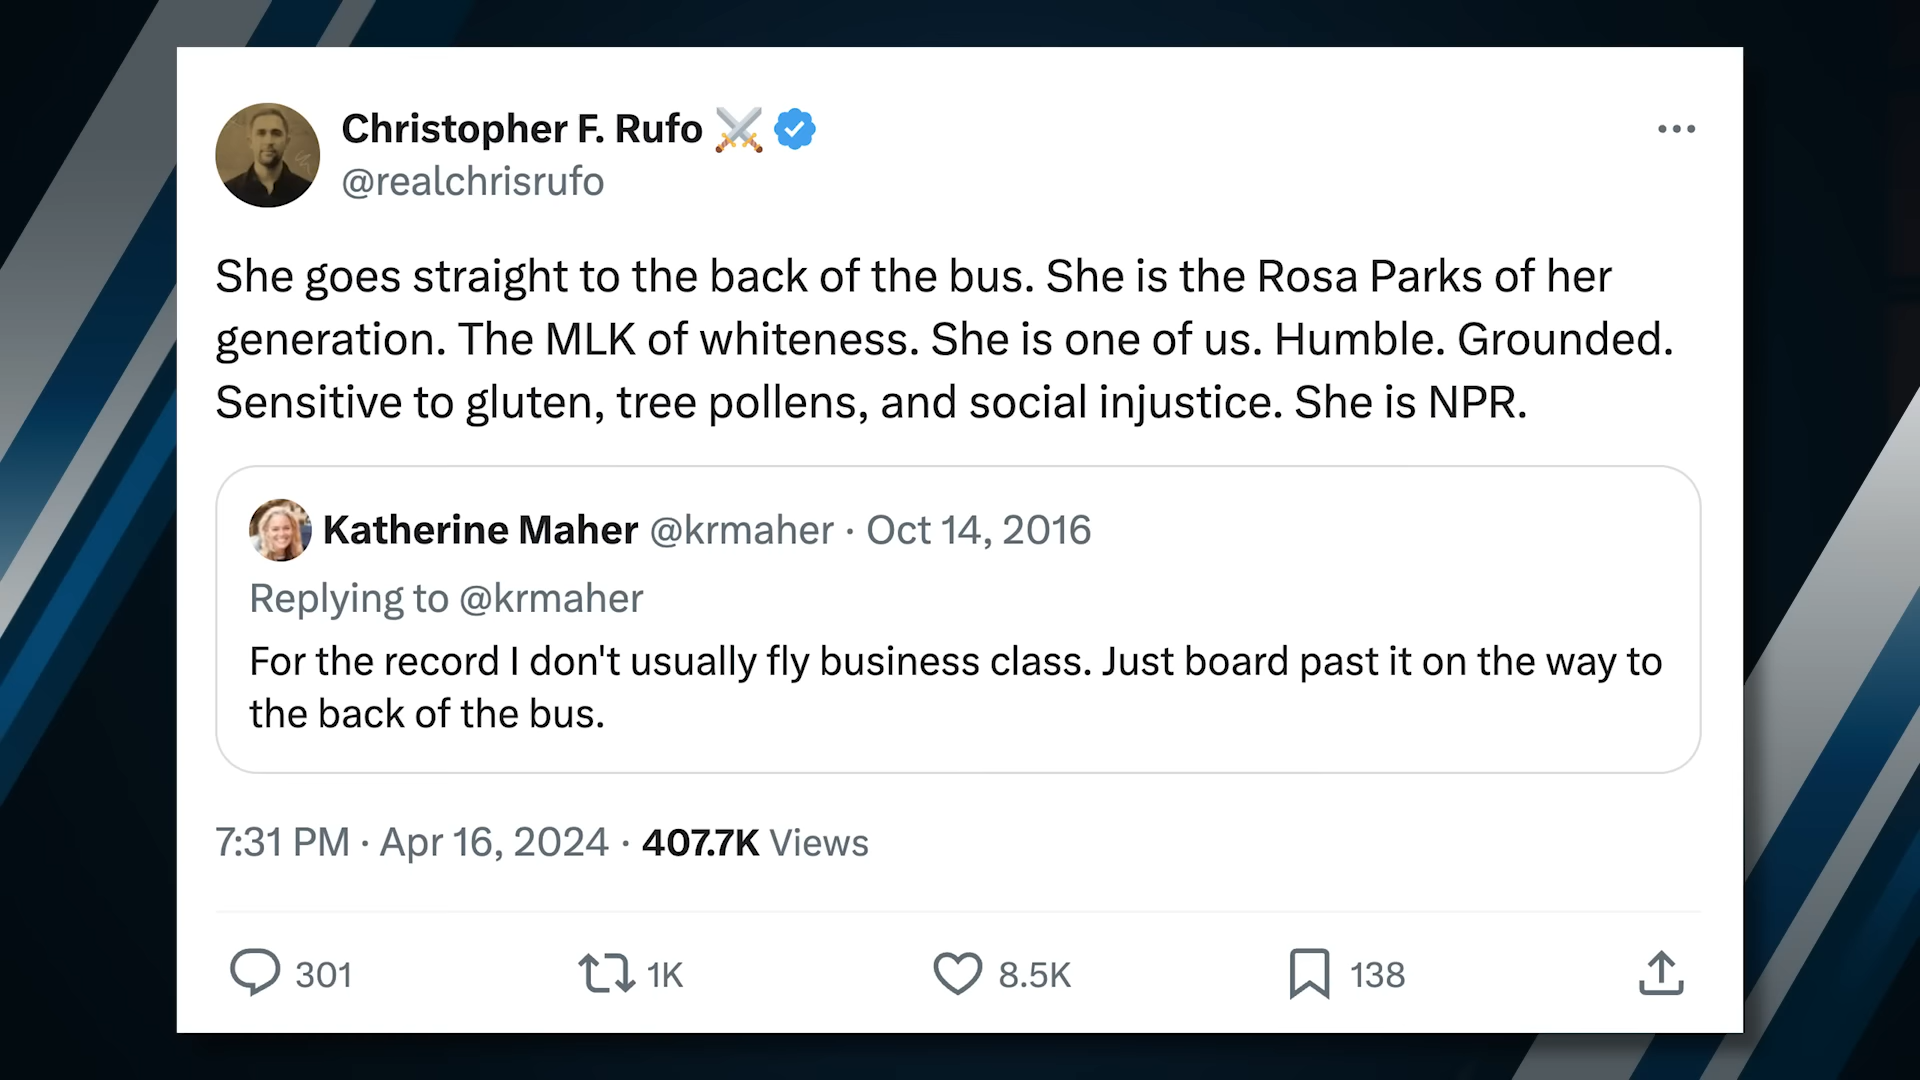 Christopher F. Rufo ⚔️
@realchrisrufo
She goes straight to the back of the bus. She is the Rosa Parks of her
generation. The MLK of whiteness. She is one of us. Humble. Grounded.
Sensitive to gluten, tree pollens, and social injustice. She is NPR.
Katherine Maher @krmaher · Oct 14, 2016
Replying to @krmaher
For the record I don't usually fly business class. Just board past it on the way to
the back of the bus.
7:31 PM · Apr 16, 2024 · 407.7K Views
301 1K 8.5K 138